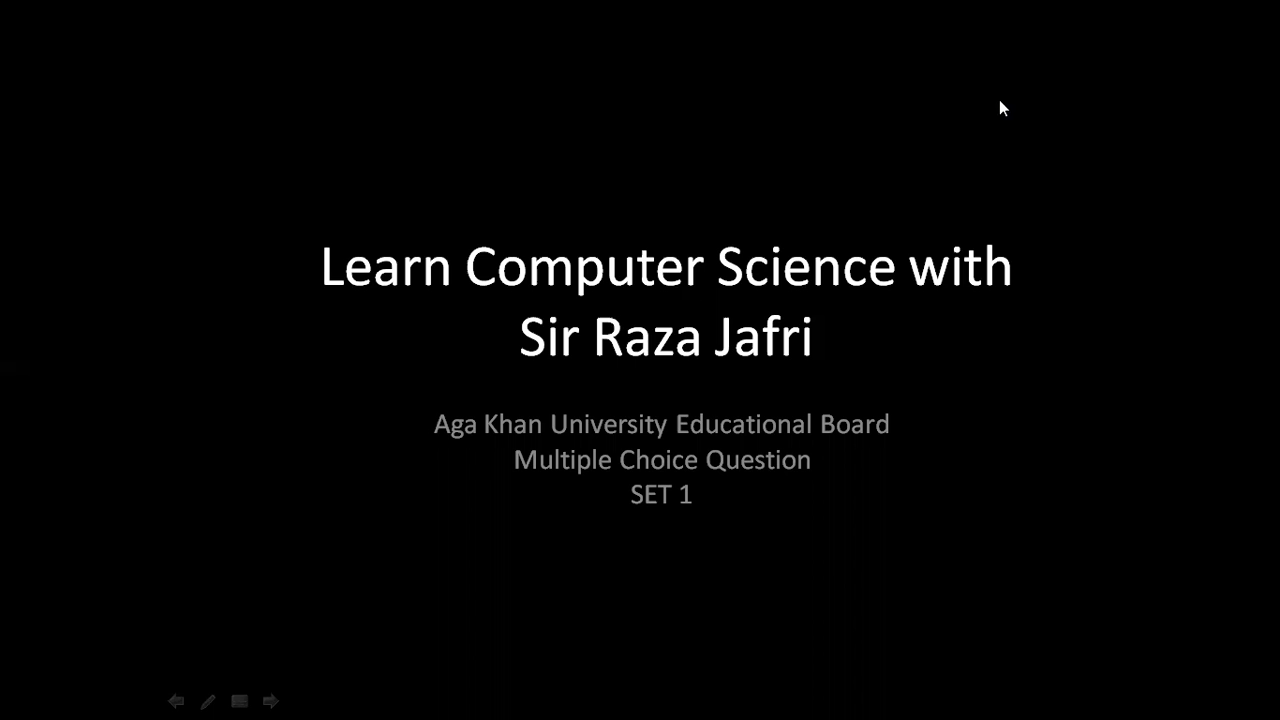 Learn Computer Science with
Sir Raza Jafri
Aga Khan University Educational Board
Multiple Choice Question
SET 1